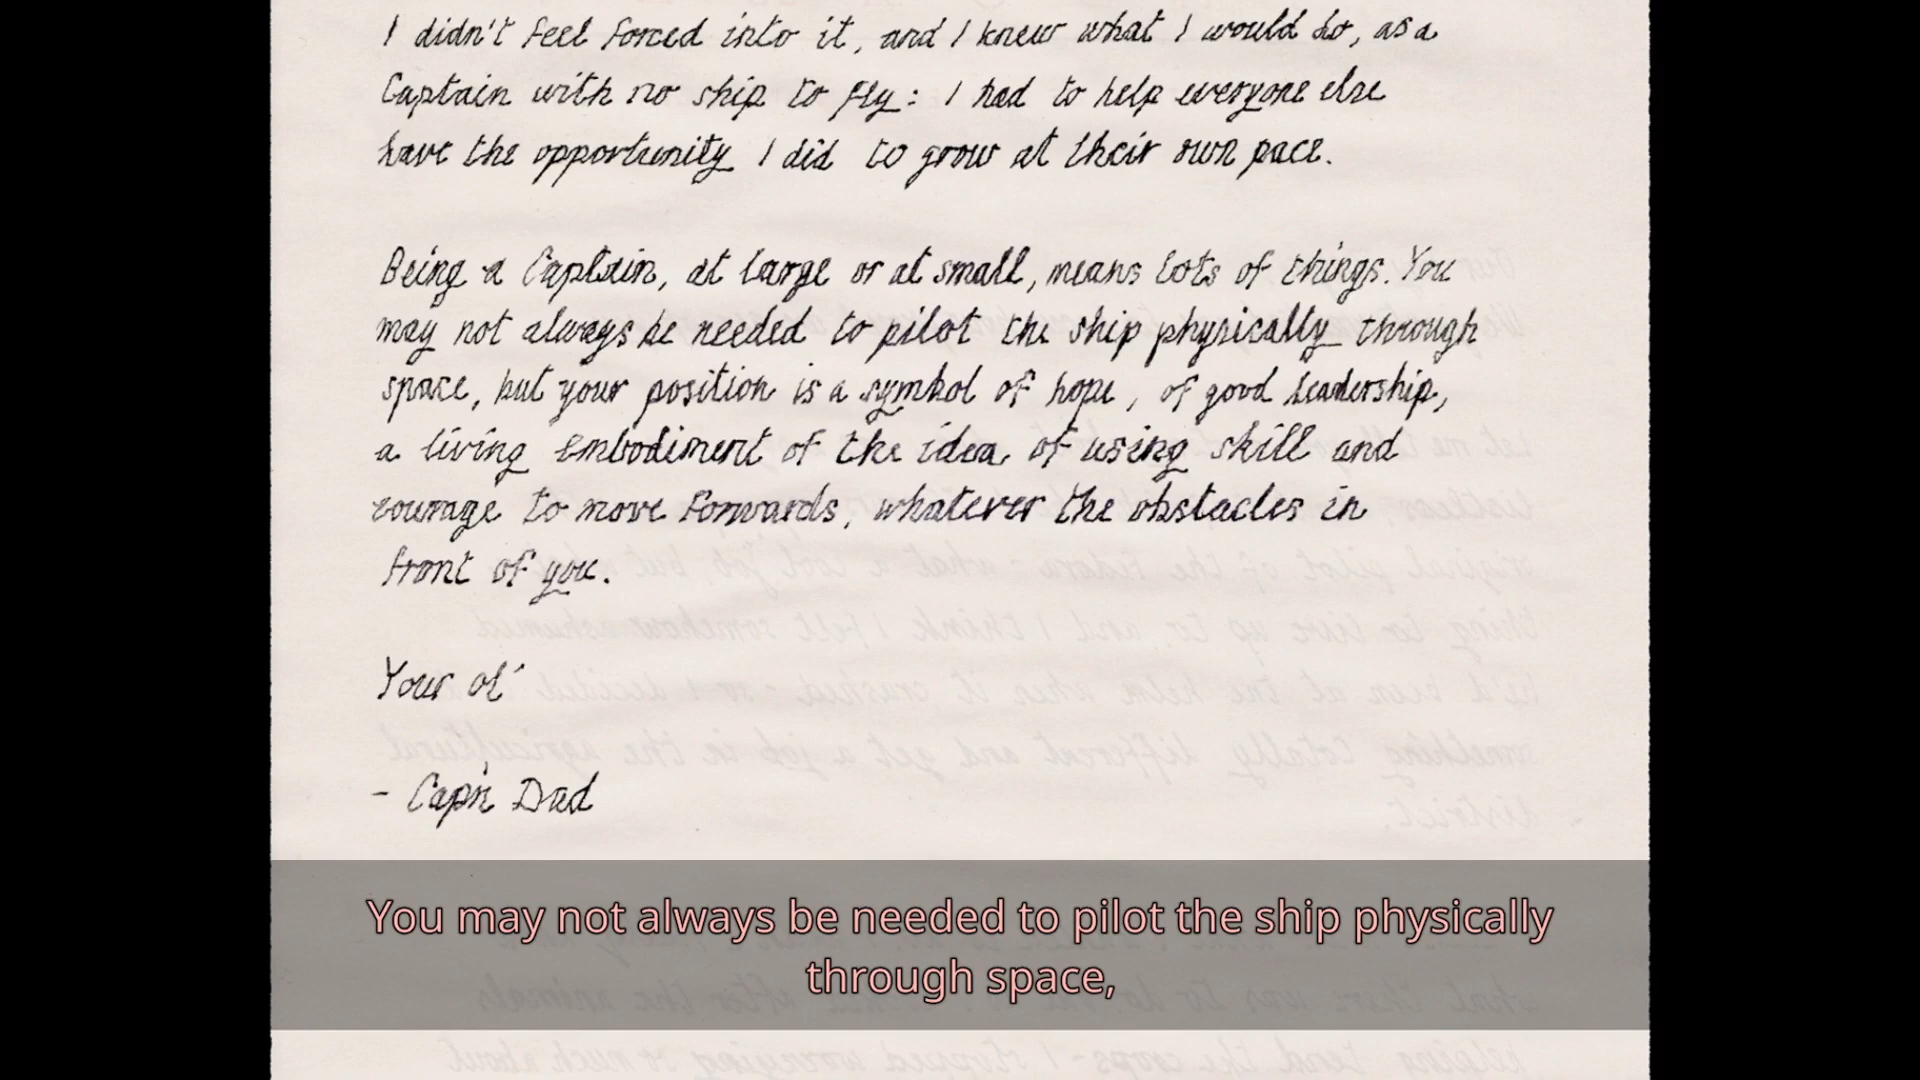 I didn't feel forced into it, and I knew what I would do, as a
Captain with no ship to fly: I had to help everyone else
have the opportunity I did to grow at their own pace.
Being a Captain, at large or at small, means lots of things. You
may not always be needed to pilot the ship physically through
space, but your position is a symbol of hope, of good leadership,
a living embodiment of the idea of using skill and
courage to move forwards, whatever the obstacles in
front of you.
Your ol'
- Cap'n Dad
You may not always be needed to pilot the ship physically
through space,